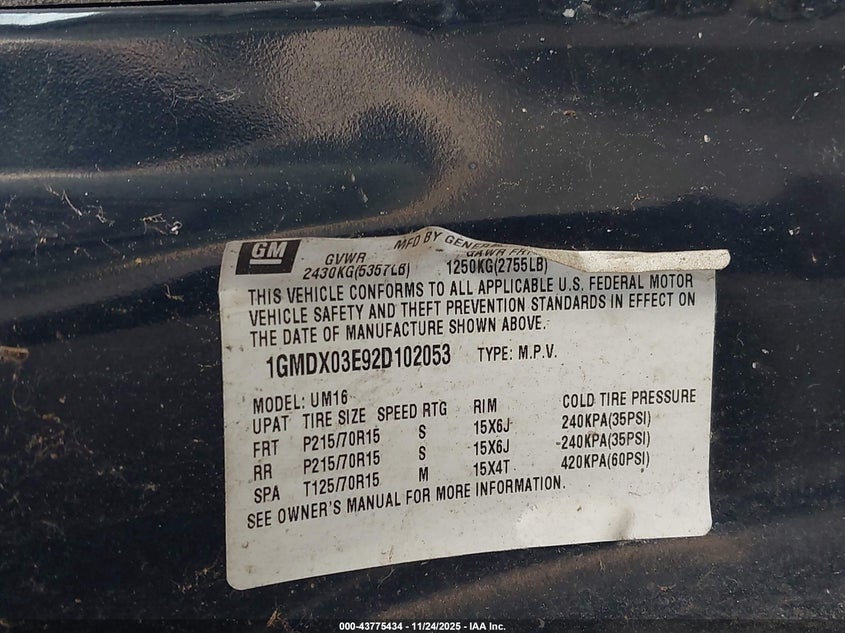 GM
MFD BY GENER
GVWR GAWR FRT
2430KG(5357LB) 1250KG(2755LB)
THIS VEHICLE CONFORMS TO ALL APPLICABLE U.S. FEDERAL MOTOR
VEHICLE SAFETY AND THEFT PREVENTION STANDARDS IN EFFECT ON
THE DATE OF MANUFACTURE SHOWN ABOVE.
1GMDX03E92D102053 TYPE: M.P.V.
MODEL: UM16
UPAT TIRE SIZE SPEED RTG RIM COLD TIRE PRESSURE
FRT P215/70R15 S 15X6J 240KPA(35PSI)
RR P215/70R15 S 15X6J 240KPA(35PSI)
SPA T125/70R15 M 15X4T 420KPA(60PSI)
SEE OWNER'S MANUAL FOR MORE INFORMATION.
000-43775434 - 11/24/2025 - IAA Inc.